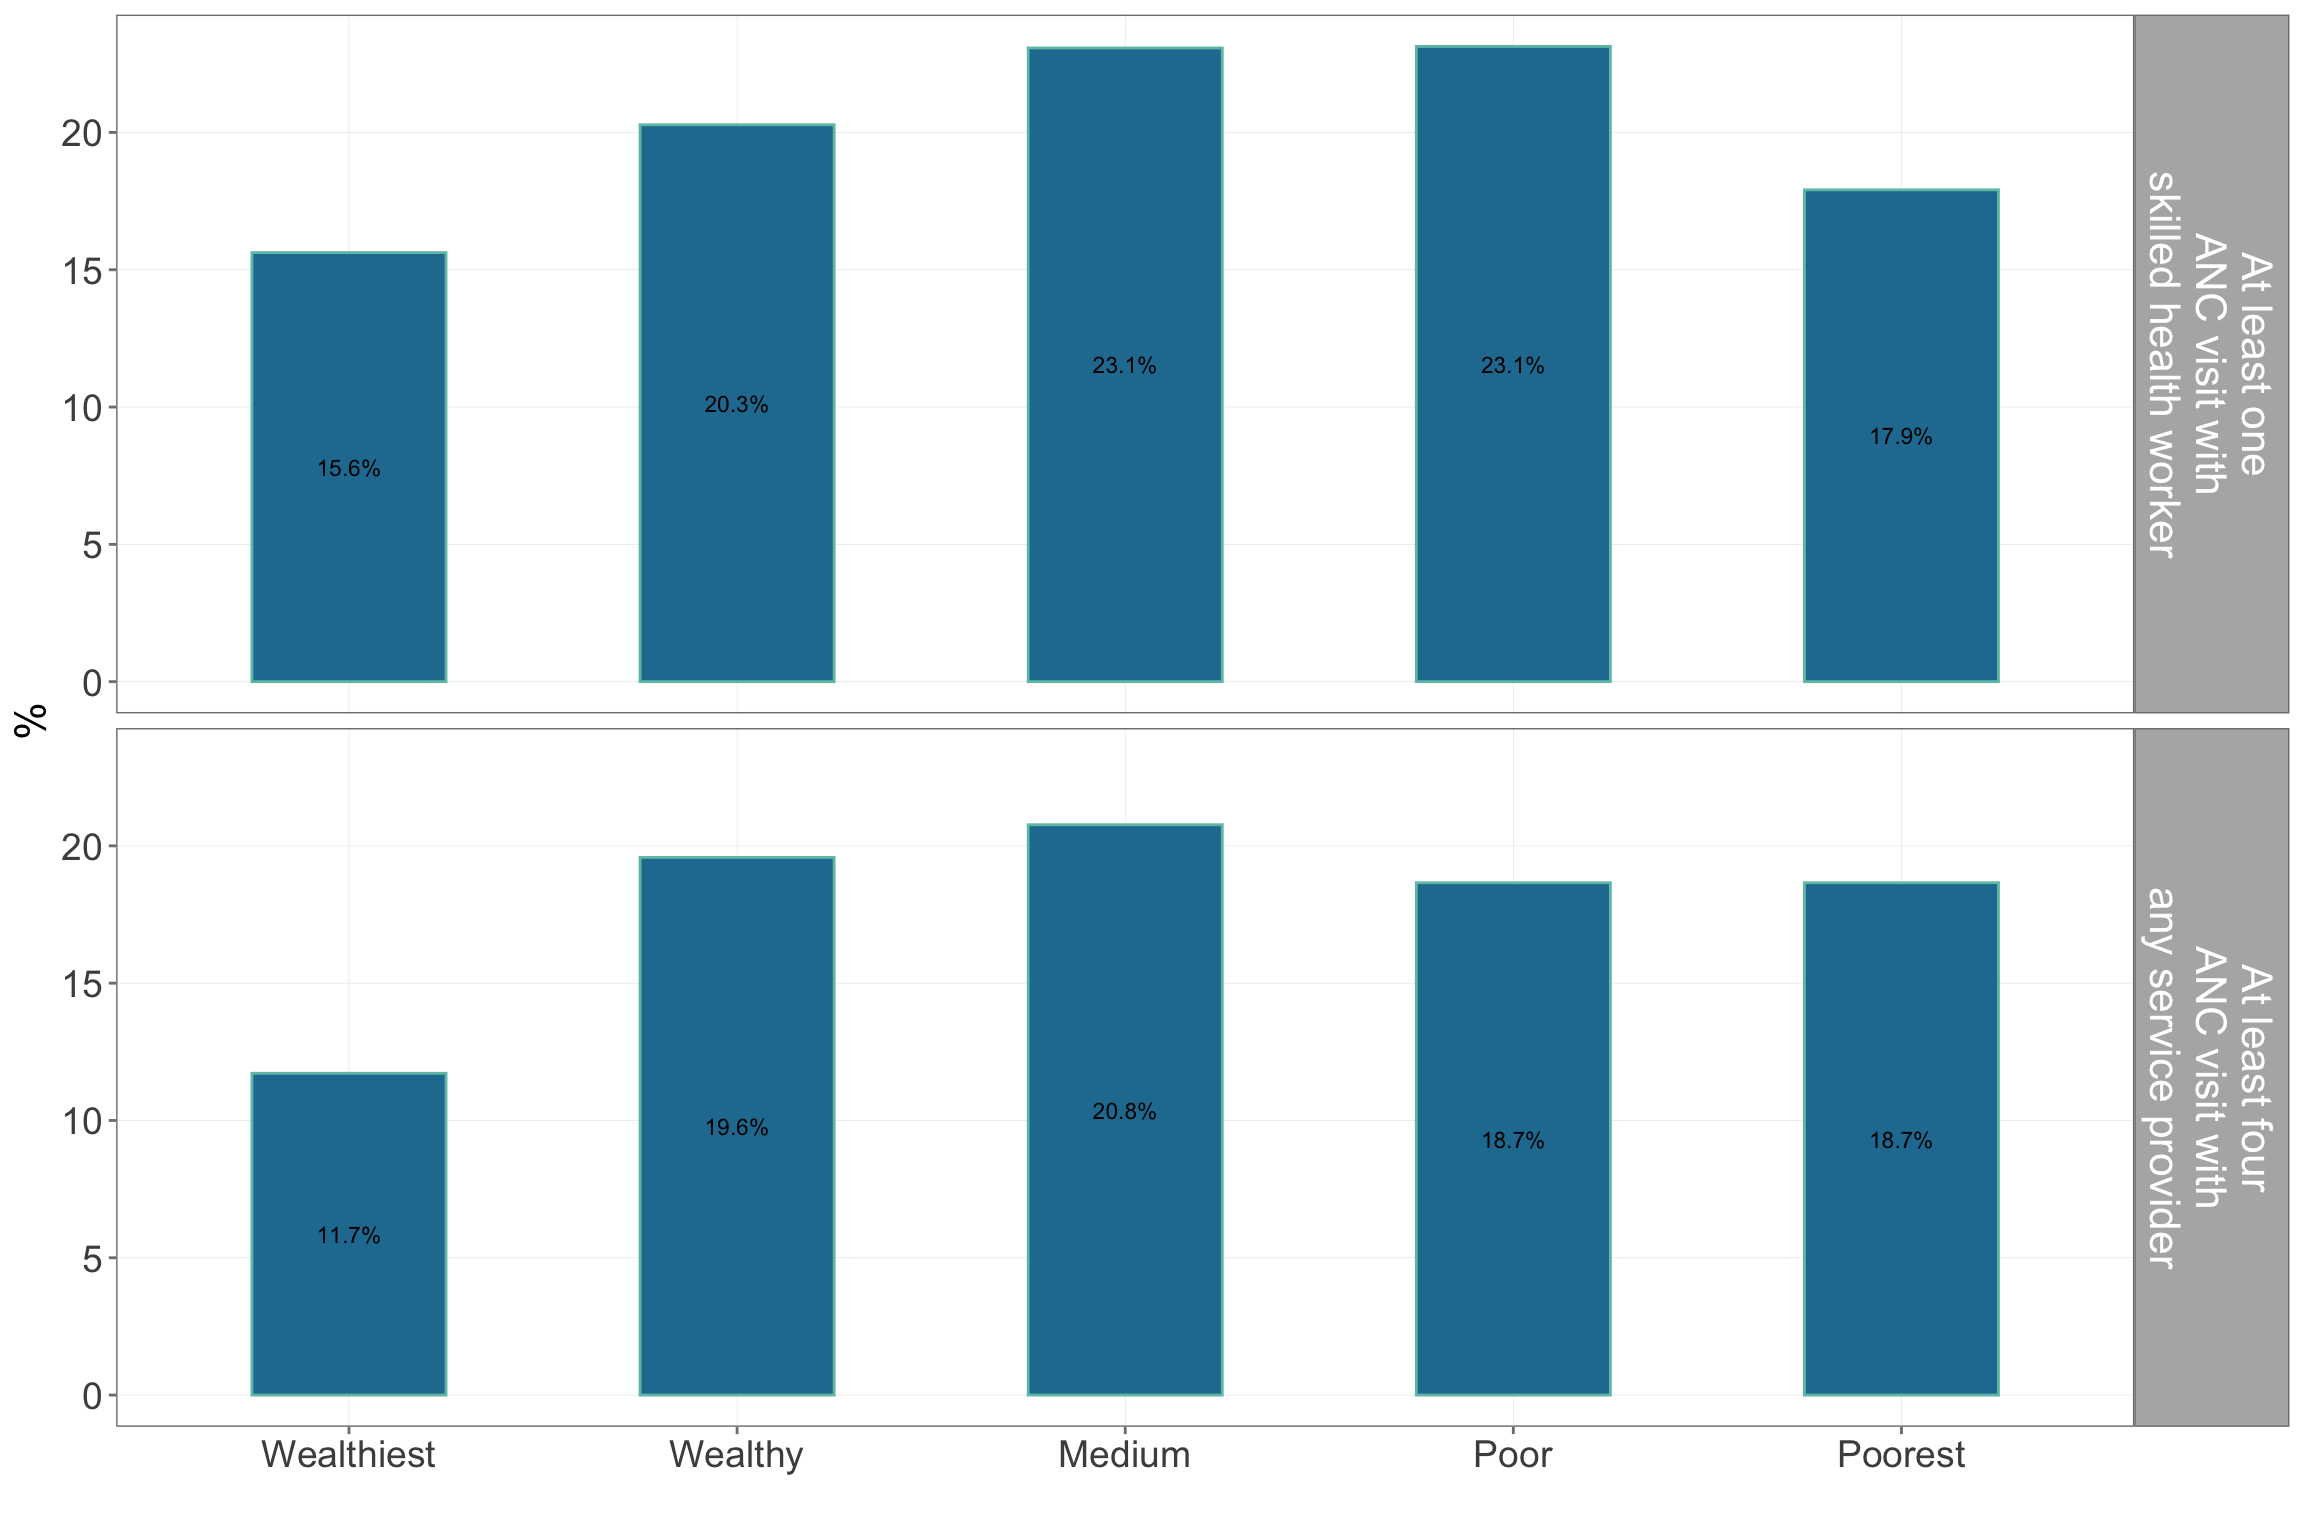 %
20
15
10
5
0
15.6%
20.3%
23.1%
23.1%
17.9%
At least one
ANC visit with
skilled health worker
20
15
10
5
0
11.7%
19.6%
20.8%
18.7%
18.7%
At least four
ANC visit with
any service provider
Wealthiest
Wealthy
Medium
Poor
Poorest